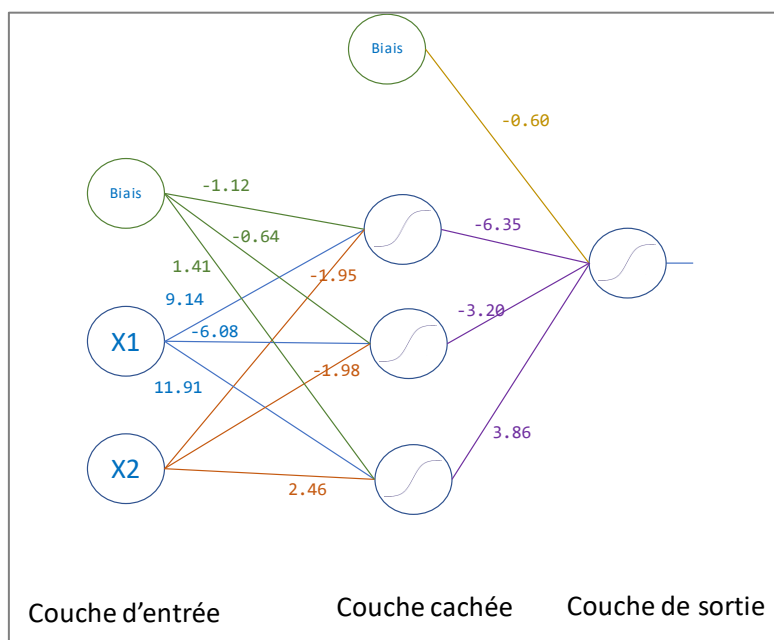 Biais
-0.60
Biais
-1.12
-6.35
-0.64
1.41
-1.95
9.14
-3.20
X1
-6.08
-1.98
11.91
3.86
X2
2.46
Couche d'entrée
Couche cachée
Couche de sortie